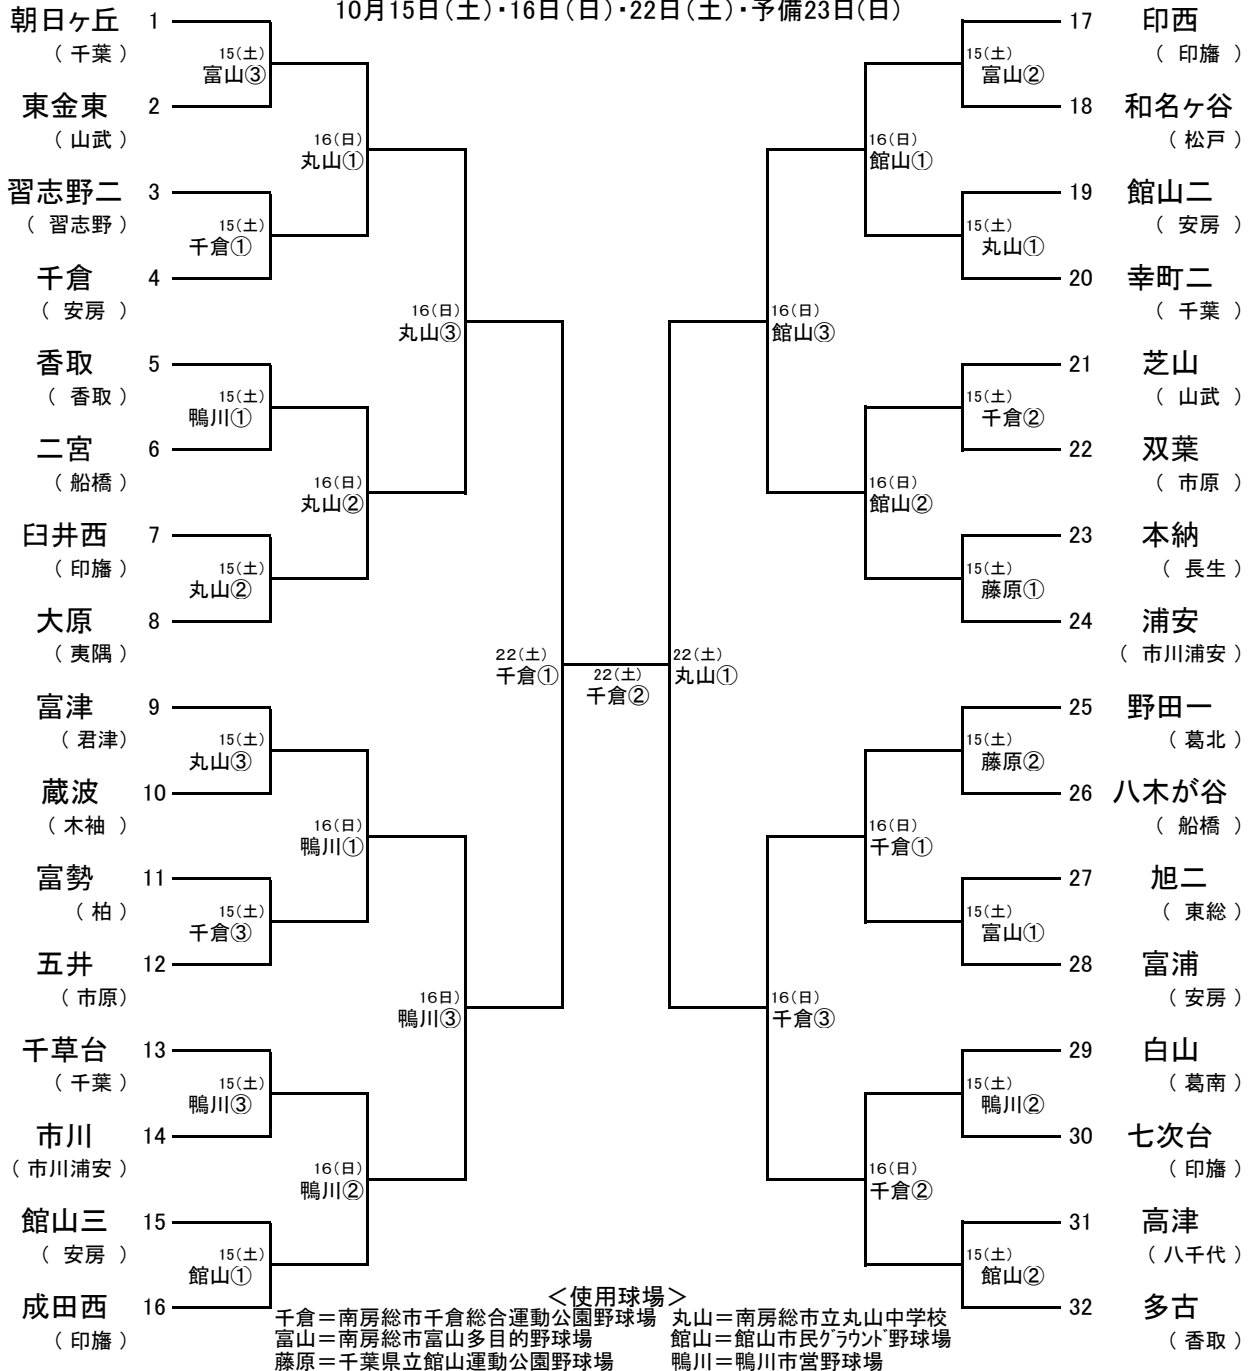 10月15日(土)・16日(日)・22日(土)・予備23日(日)
朝日ヶ丘 1
(千葉)
15(土)
富山③
東金東 2
(山武)
16(日)
丸山①
習志野二 3
(習志野)
15(土)
千倉①
千倉 4
(安房)
16(日)
丸山③
香取 5
(香取)
15(土)
鴨川①
二宮 6
(船橋)
16(日)
丸山②
臼井西 7
(印旛)
15(土)
丸山②
大原 8
(夷隅)
22(土)
千倉①
富津 9
(君津)
15(土)
丸山③
蔵波 10
(木袖)
16(日)
鴨川①
富勢 11
(柏)
15(土)
千倉③
五井 12
(市原)
16日)
鴨川③
千草台 13
(千葉)
15(土)
鴨川③
市川 14
(市川浦安)
16(日)
鴨川②
館山三 15
(安房)
15(土)
館山①
成田西 16
(印旛)
22(土)
千倉②
17 印西
(印旛)
15(土)
富山②
18 和名ヶ谷
(松戸)
16(日)
館山①
19 館山二
(安房)
15(土)
丸山①
20 幸町二
(千葉)
16(日)
館山③
21 芝山
(山武)
15(土)
千倉②
22 双葉
(市原)
16(日)
館山②
23 本納
(長生)
15(土)
藤原①
24 浦安
(市川浦安)
22(土)
丸山①
25 野田一
(葛北)
15(土)
藤原②
26 八木が谷
(船橋)
16(日)
千倉①
27 旭二
(東総)
15(土)
富山①
28 富浦
(安房)
16(日)
千倉③
29 白山
(葛南)
15(土)
鴨川②
30 七次台
(印旛)
16(日)
千倉②
31 高津
(八千代)
15(土)
館山②
32 多古
(香取)
＜使用球場＞
千倉＝南房総市千倉総合運動公園野球場 丸山＝南房総市立丸山中学校
富山＝南房総市富山多目的野球場 館山＝館山市民ｸﾞﾗｳﾝﾄﾞ野球場
藤原＝千葉県立館山運動公園野球場 鴨川＝鴨川市営野球場